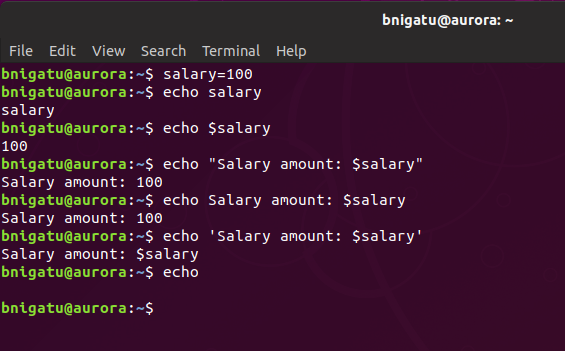 bnigatu@aurora: ~
File Edit View Search Terminal Help
bnigatu@aurora:~$ salary=100
bnigatu@aurora:~$ echo salary
salary
bnigatu@aurora:~$ echo $salary
100
bnigatu@aurora:~$ echo "Salary amount: $salary"
Salary amount: 100
bnigatu@aurora:~$ echo Salary amount: $salary
Salary amount: 100
bnigatu@aurora:~$ echo 'Salary amount: $salary'
Salary amount: $salary
bnigatu@aurora:~$ echo
bnigatu@aurora:~$